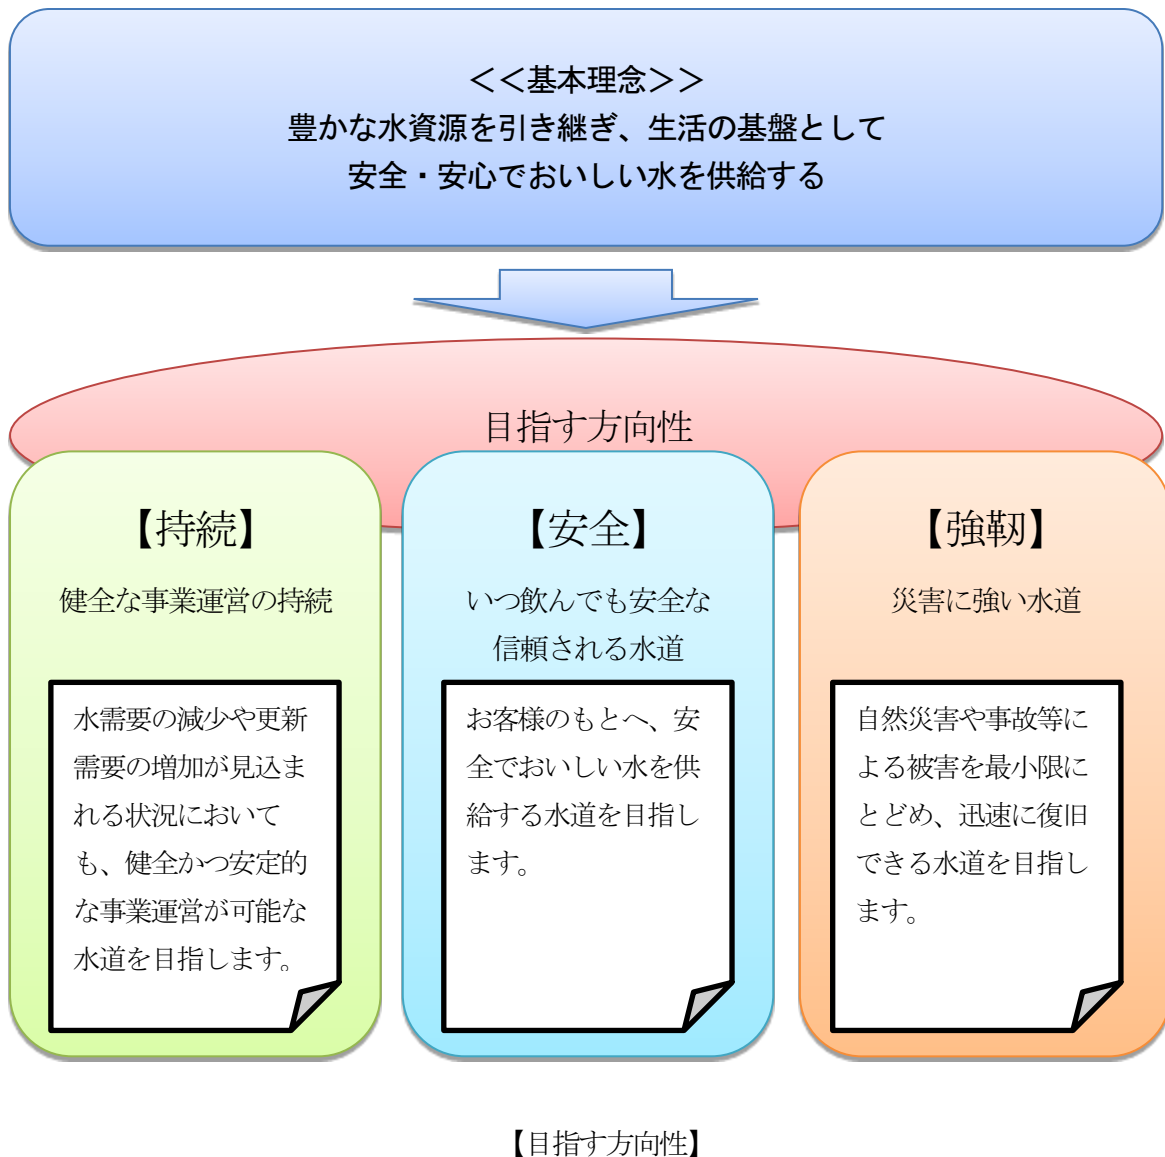 ＜＜基本理念＞＞
豊かな水資源を引き継ぎ、生活の基盤として
安全・安心でおいしい水を供給する
目指す方向性
【持続】
健全な事業運営の持続
水需要の減少や更新
需要の増加が見込ま
れる状況において
も、健全かつ安定的
な事業運営が可能な
水道を目指します。
【安全】
いつ飲んでも安全な
信頼される水道
お客様のもとへ、安
全でおいしい水を供
給する水道を目指し
ます。
【強靭】
災害に強い水道
自然災害や事故等に
よる被害を最小限に
とどめ、迅速に復旧
できる水道を目指し
ます。
【目指す方向性】